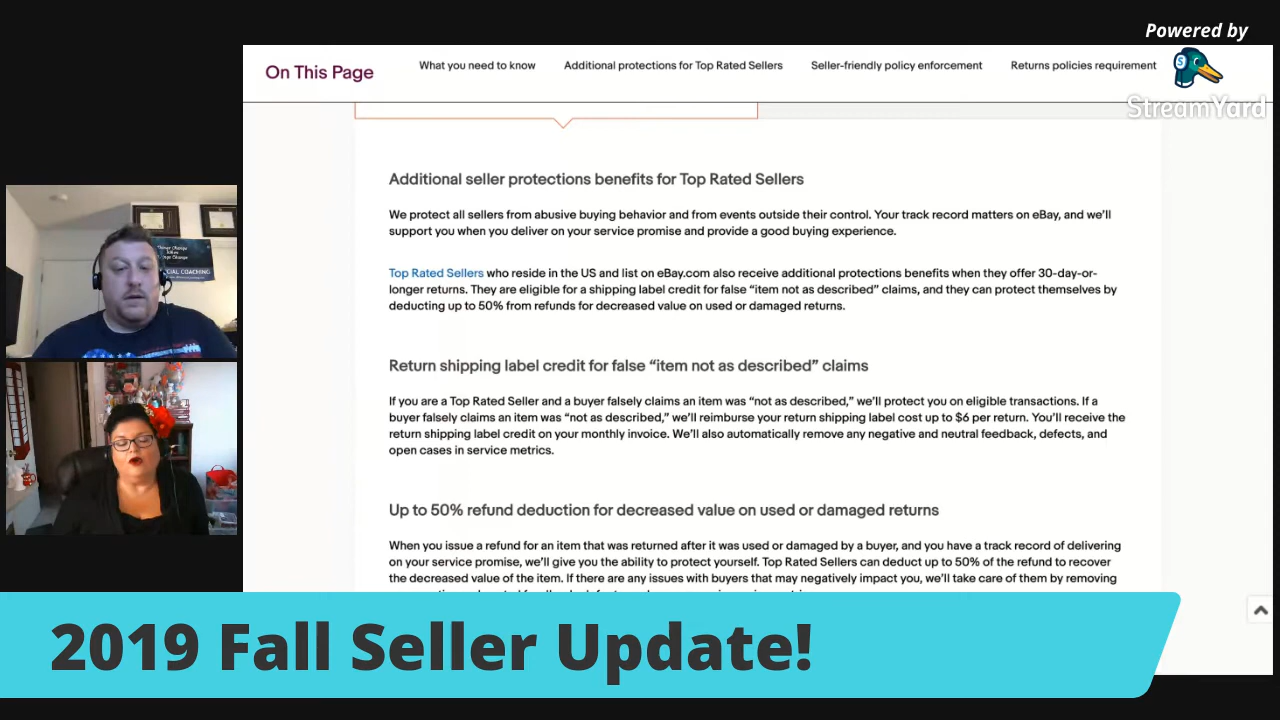 Powered by
StreamYard
On This Page
What you need to know
Additional protections for Top Rated Sellers
Seller-friendly policy enforcement
Returns policies requirement
Additional seller protections benefits for Top Rated Sellers
We protect all sellers from abusive buying behavior and from events outside their control. Your track record matters on eBay, and we’ll
support you when you deliver on your service promise and provide a good buying experience.
Top Rated Sellers who reside in the US and list on eBay.com also receive additional protections benefits when they offer 30-day-or-
longer returns. They are eligible for a shipping label credit for false “item not as described” claims, and they can protect themselves by
deducting up to 50% from refunds for decreased value on used or damaged returns.
Return shipping label credit for false “item not as described” claims
If you are a Top Rated Seller and a buyer falsely claims an item was “not as described,” we’ll protect you on eligible transactions. If a
buyer falsely claims an item was “not as described,” we’ll reimburse your return shipping label cost up to $6 per return. You’ll receive the
return shipping label credit on your monthly invoice. We’ll also automatically remove any negative and neutral feedback, defects, and
open cases in service metrics.
Up to 50% refund deduction for decreased value on used or damaged returns
When you issue a refund for an item that was returned after it was used or damaged by a buyer, and you have a track record of delivering
on your service promise, we’ll give you the ability to protect yourself. Top Rated Sellers can deduct up to 50% of the refund to recover
the decreased value of the item. If there are any issues with buyers that may negatively impact you, we’ll take care of them by removing
COACHING
2019 Fall Seller Update!